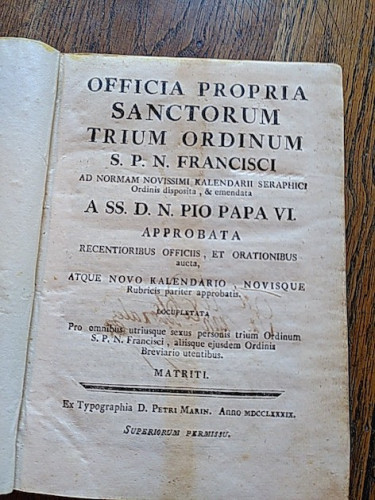 OFFICIA PROPRIA
SANCTORUM
TRIUM ORDINUM
S. P. N. FRANCISCI
AD NORMAM NOVISSIMI KALENDARII SERAPHICI
Ordinis disposita, & emendata
A SS. D. N. PIO PAPA VI.
APPROBATA
RECENTIORIBUS OFFICIIS, ET ORATIONIBUS
aucta,
ATQUE NOVO KALENDARIO, NOVISQUE
Rubricis pariter approbatis.
LOCUPLETATA
Pro omnibus utriusque sexus personis trium Ordinum
S. P. N. Francisci, aliisque ejusdem Ordinis
Breviario utentibus.
MATRITI.
Ex Typographia D. PETRI MARIN. Anno MDCCLXXXIX.
SUPERIORUM PERMISSU.